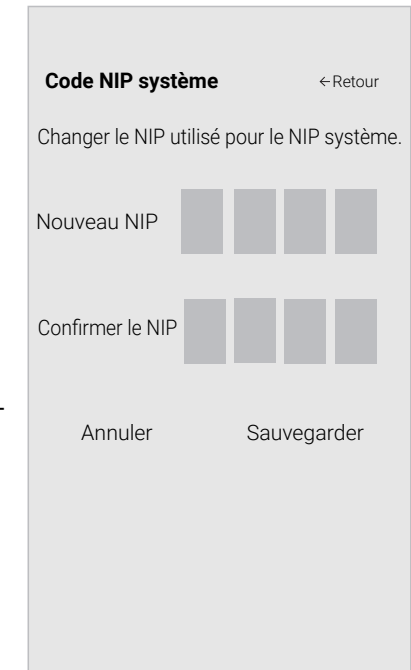 Code NIP système ←Retour
Changer le NIP utilisé pour le NIP système.
Nouveau NIP
Confirmer le NIP
Annuler Sauvegarder